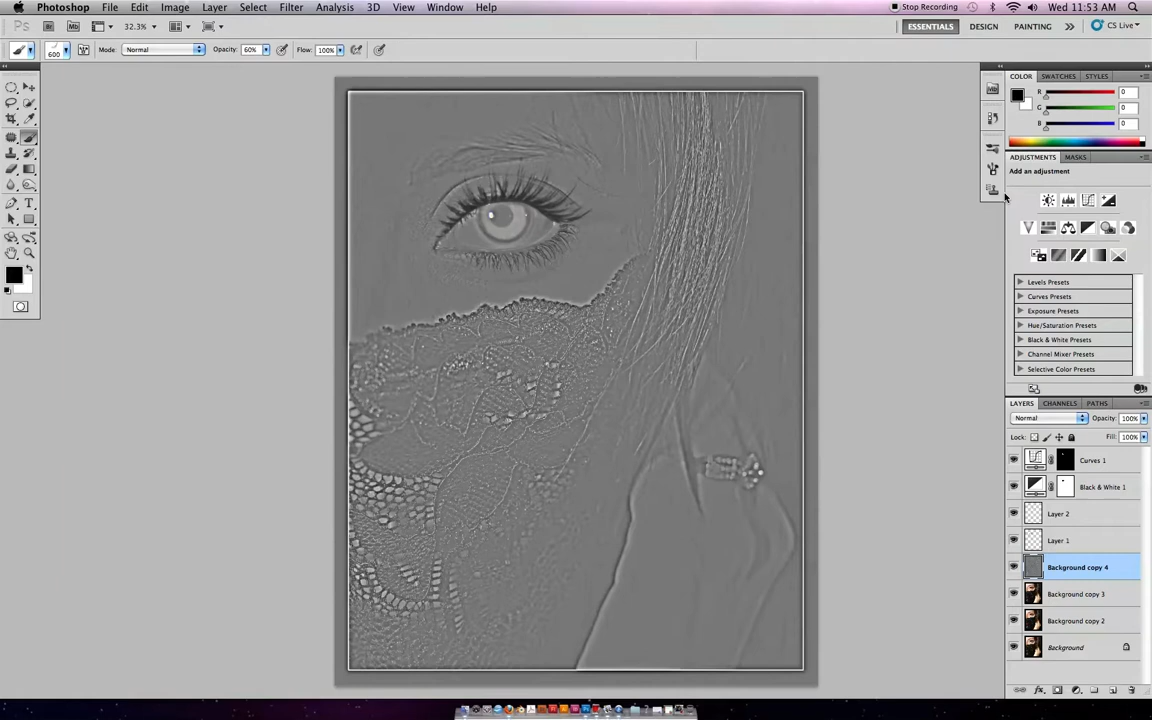 Photoshop File Edit Image Layer Select Filter Analysis 3D View Window Help Stop Recording Wed 11:53 AM
Ps Br Mb 32.3% ESSENTIALS DESIGN PAINTING >> CS Live
600 Mode: Normal Opacity: 60% Flow: 100%
COLOR SWATCHES STYLES
R 0
G 0
B 0
ADJUSTMENTS MASKS
Add an adjustment
Levels Presets
Curves Presets
Exposure Presets
Hue/Saturation Presets
Black & White Presets
Channel Mixer Presets
Selective Color Presets
LAYERS CHANNELS PATHS
Normal Opacity: 100%
Lock: Fill: 100%
Curves 1
Black & White 1
Layer 2
Layer 1
Background copy 4
Background copy 3
Background copy 2
Background